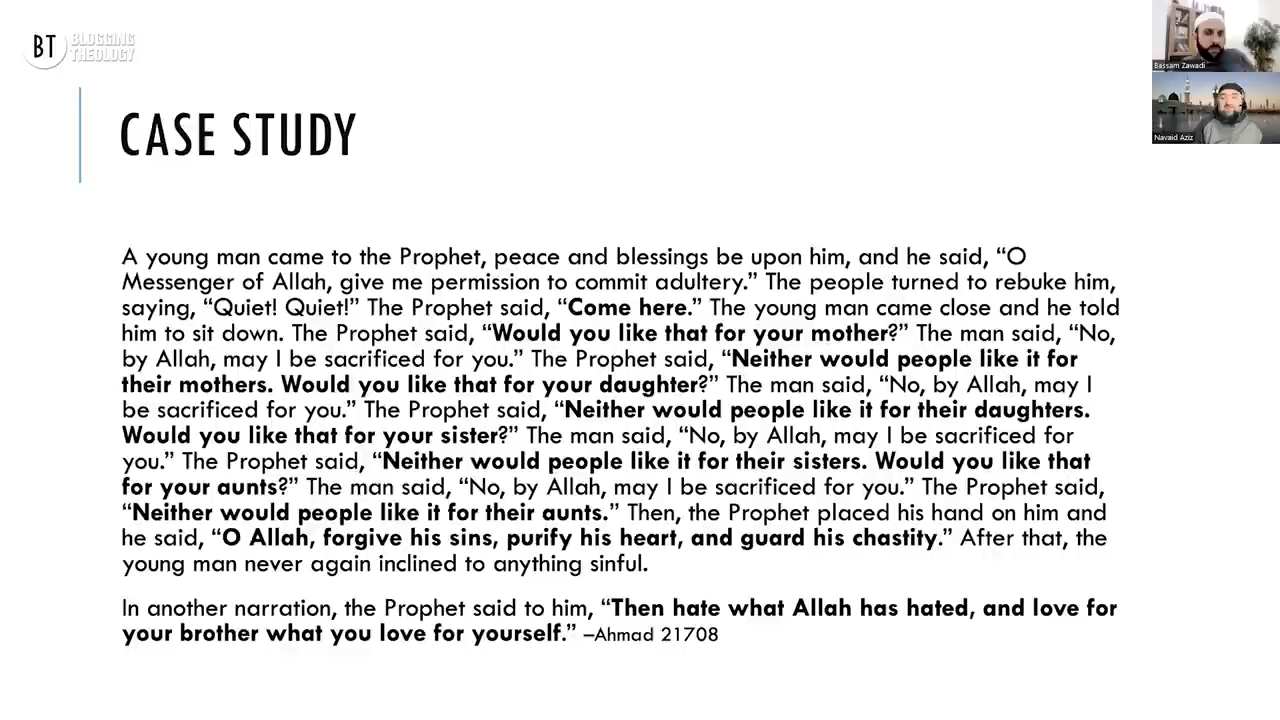 BT BLOGGING
THEOLOGY
Bassam Zawadi
Navaid Aziz
CASE STUDY
A young man came to the Prophet, peace and blessings be upon him, and he said, “O
Messenger of Allah, give me permission to commit adultery.” The people turned to rebuke him,
saying, “Quiet! Quiet!” The Prophet said, “Come here.” The young man came close and he told
him to sit down. The Prophet said, “Would you like that for your mother?” The man said, “No,
by Allah, may I be sacrificed for you.” The Prophet said, “Neither would people like it for
their mothers. Would you like that for your daughter?” The man said, “No, by Allah, may I
be sacrificed for you.” The Prophet said, “Neither would people like it for their daughters.
Would you like that for your sister?” The man said, “No, by Allah, may I be sacrificed for
you.” The Prophet said, “Neither would people like it for their sisters. Would you like that
for your aunts?” The man said, “No, by Allah, may I be sacrificed for you.” The Prophet said,
“Neither would people like it for their aunts.” Then, the Prophet placed his hand on him and
he said, “O Allah, forgive his sins, purify his heart, and guard his chastity.” After that, the
young man never again inclined to anything sinful.
In another narration, the Prophet said to him, “Then hate what Allah has hated, and love for
your brother what you love for yourself.” –Ahmad 21708